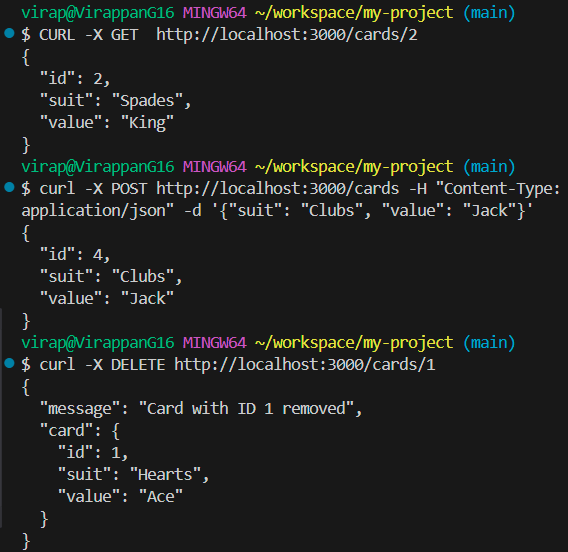 virap@VirappanG16 MINGW64 ~/workspace/my-project (main)
$ CURL -X GET  http://localhost:3000/cards/2
{
  "id": 2,
  "suit": "Spades",
  "value": "King"
}
virap@VirappanG16 MINGW64 ~/workspace/my-project (main)
$ curl -X POST http://localhost:3000/cards -H "Content-Type:
application/json" -d '{"suit": "Clubs", "value": "Jack"}'
{
  "id": 4,
  "suit": "Clubs",
  "value": "Jack"
}
virap@VirappanG16 MINGW64 ~/workspace/my-project (main)
$ curl -X DELETE http://localhost:3000/cards/1
{
  "message": "Card with ID 1 removed",
  "card": {
    "id": 1,
    "suit": "Hearts",
    "value": "Ace"
  }
}